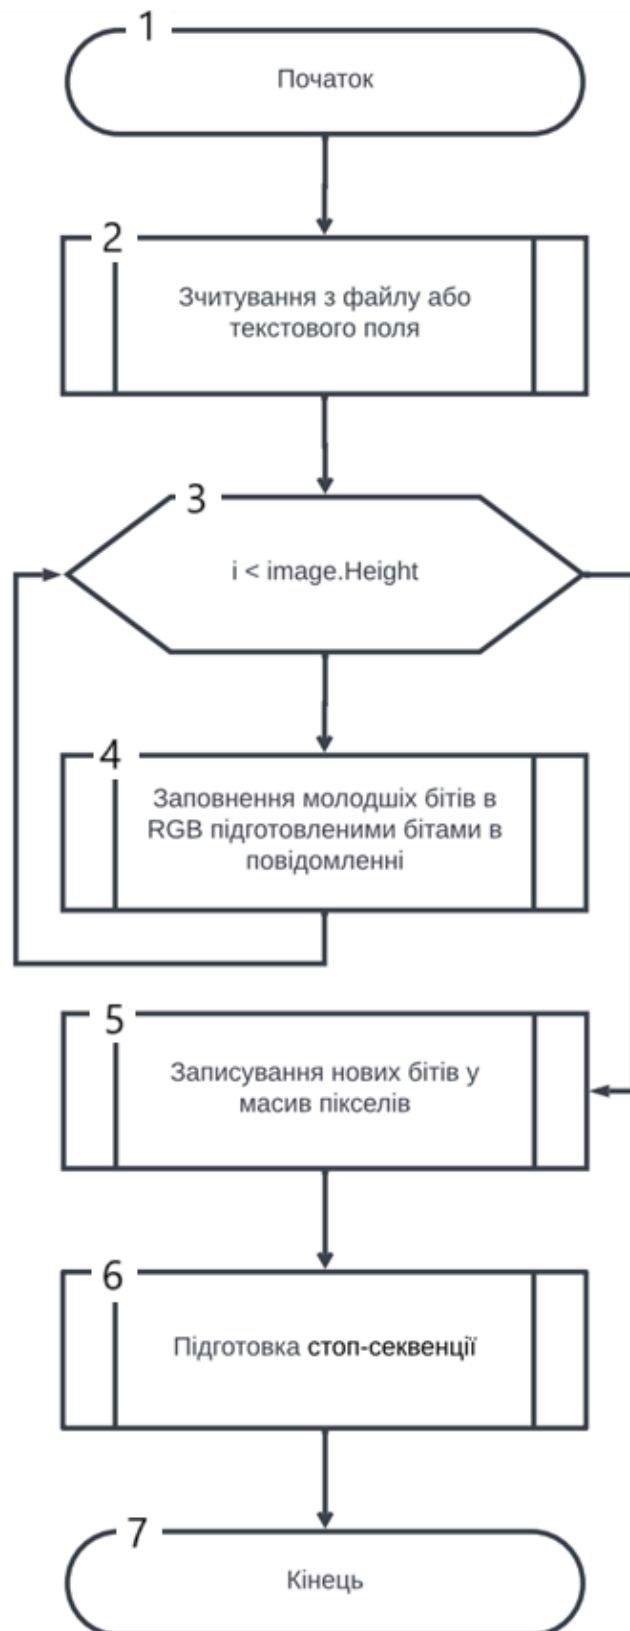 1
Початок
2
Зчитування з файлу або
текстового поля
3
i < image.Height
4
Заповнення молодшіх бітів в
RGB підготовленими бітами в
повідомленні
5
Записування нових бітів у
масив пікселів
6
Підготовка стоп-секвенції
7
Кінець